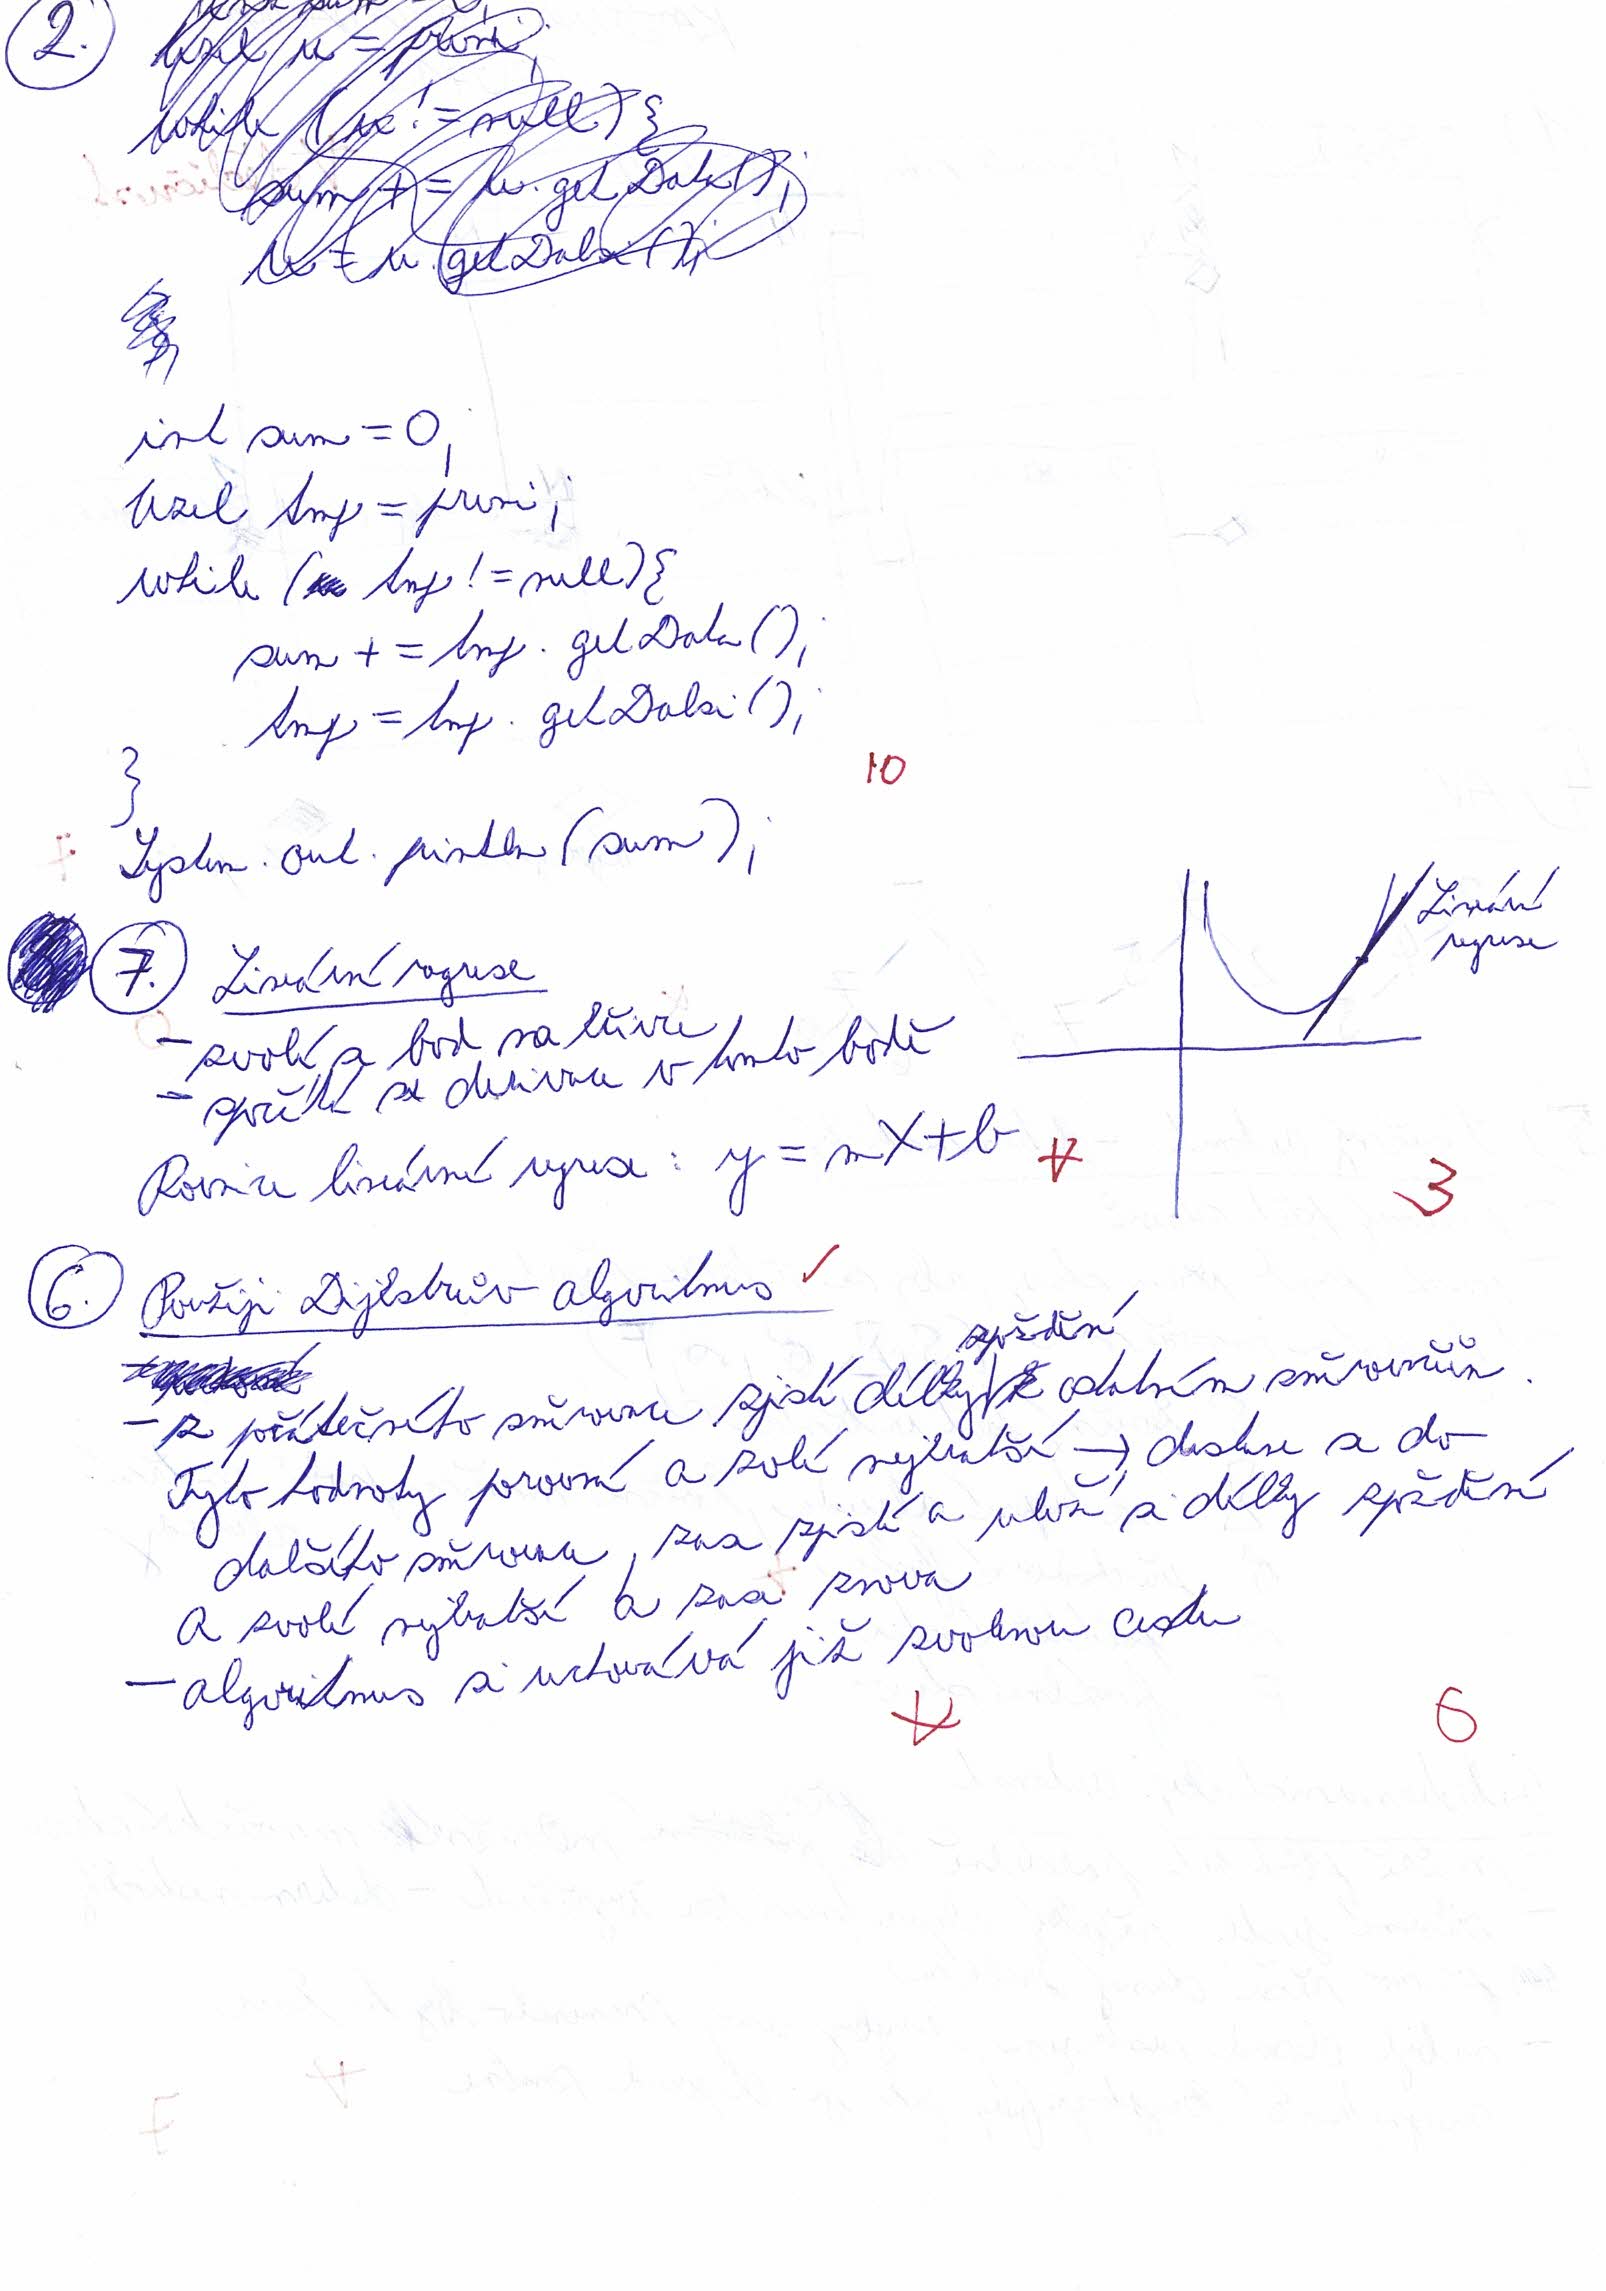 2.
Uzel u = prvni;
while (u != null) {
sum += u.getData();
u = u.getDalsi();
int sum = 0;
Uzel tmp = prvni;
while ( tmp != null){
sum += tmp.getData();
tmp = tmp.getDalsi();
}
10
System.out.println(sum);
7. Lineární regrese
Lineární
regrese
- zvolí se bod na křivce
- spočítá se derivace v tomto bodě
Rovnice lineární regrese: y = mX+b
3
6. Použiji Dijkstrův algoritmus ✓
zpždění
- z počátečního směrovače zjistí délky k ostatním směrovačům.
Tyto hodnoty porovná a zvolí nejkratší → dostane se do
dalšího směrovače, zase zjistí a uloží si délky zpždění
a zvolí nejkratší a zase znova
- algoritmus si uchovává již zvolenou cestu
6